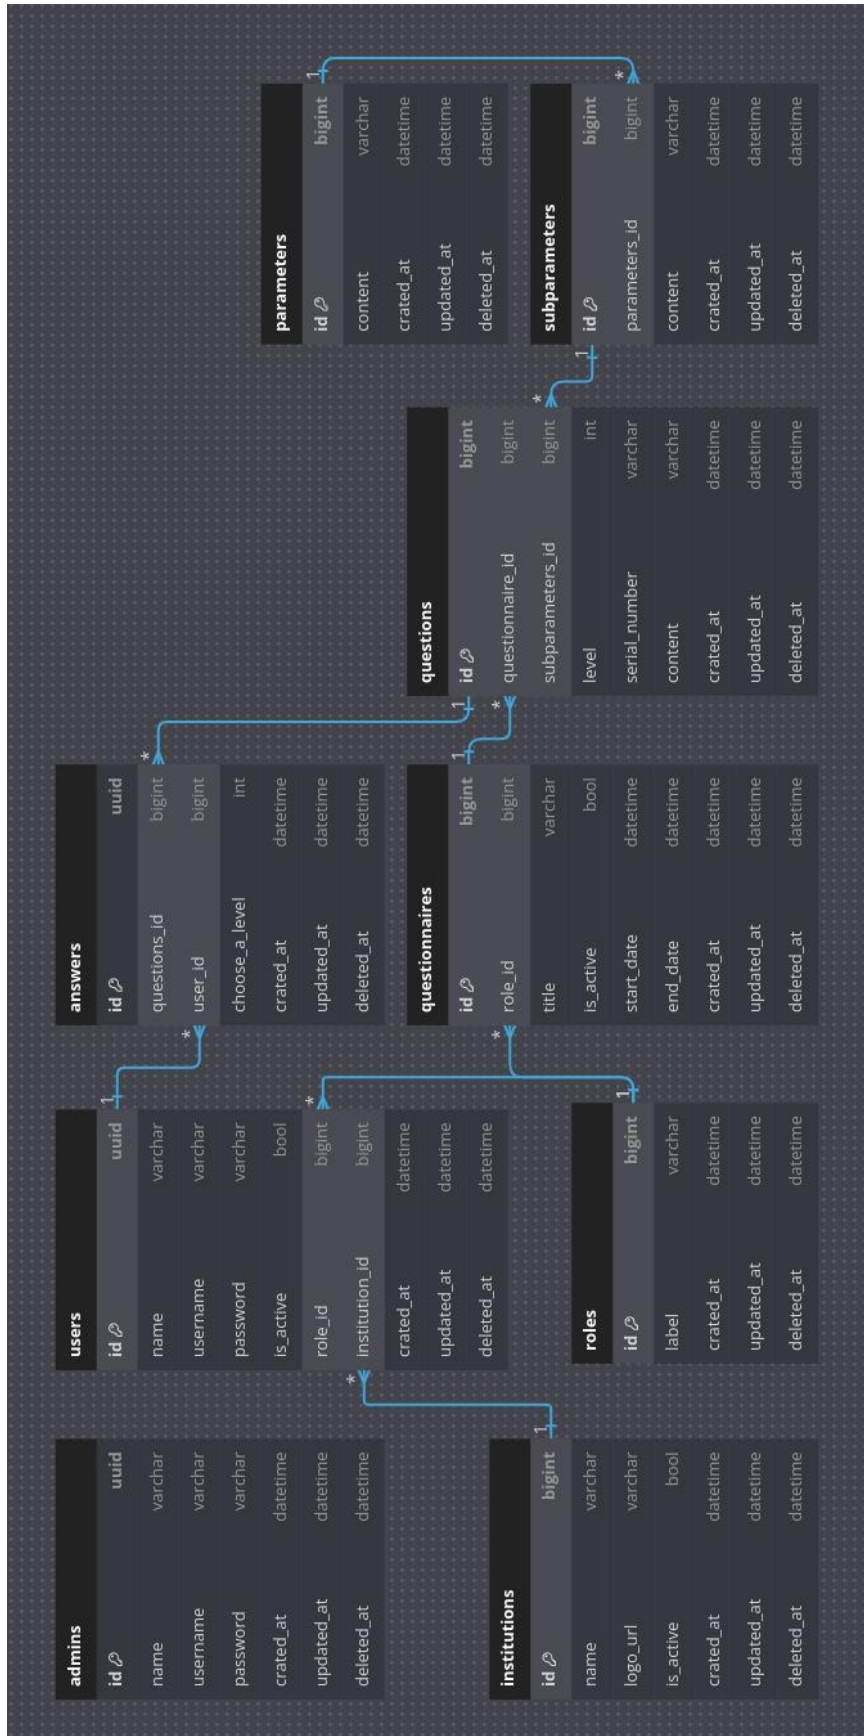 admins
id uuid
name varchar
username varchar
password varchar
crated_at datetime
updated_at datetime
deleted_at datetime
institutions
id bigint
name varchar
logo_url varchar
is_active bool
crated_at datetime
updated_at datetime
deleted_at datetime
1
*
users
id uuid
name varchar
username varchar
password varchar
is_active bool
role_id bigint
institution_id bigint
crated_at datetime
updated_at datetime
deleted_at datetime
1
*
roles
id bigint
label varchar
crated_at datetime
updated_at datetime
deleted_at datetime
1
*
*
answers
id uuid
questions_id bigint
user_id bigint
choose_a_level int
crated_at datetime
updated_at datetime
deleted_at datetime
*
questionnaires
id bigint
role_id bigint
title varchar
is_active bool
start_date datetime
end_date datetime
crated_at datetime
updated_at datetime
deleted_at datetime
1
1
*
questions
id bigint
questionnaire_id bigint
subparameters_id bigint
level int
serial_number varchar
content varchar
crated_at datetime
updated_at datetime
deleted_at datetime
*
1
parameters
id bigint
content varchar
crated_at datetime
updated_at datetime
deleted_at datetime
1
subparameters
id bigint
parameters_id bigint
content varchar
crated_at datetime
updated_at datetime
deleted_at datetime
*